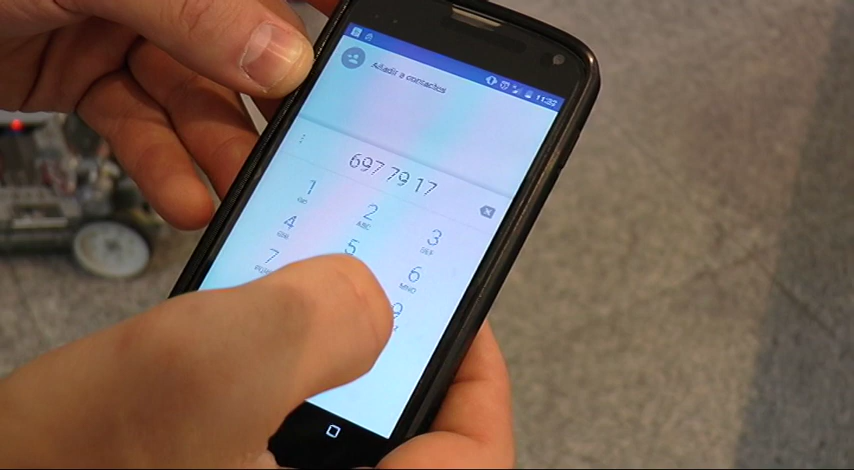 11:32
Añadir a contactos
697 79 17
1
2
ABC
3
DEF
4
GHI
5
6
MNO
7
PQRS
9